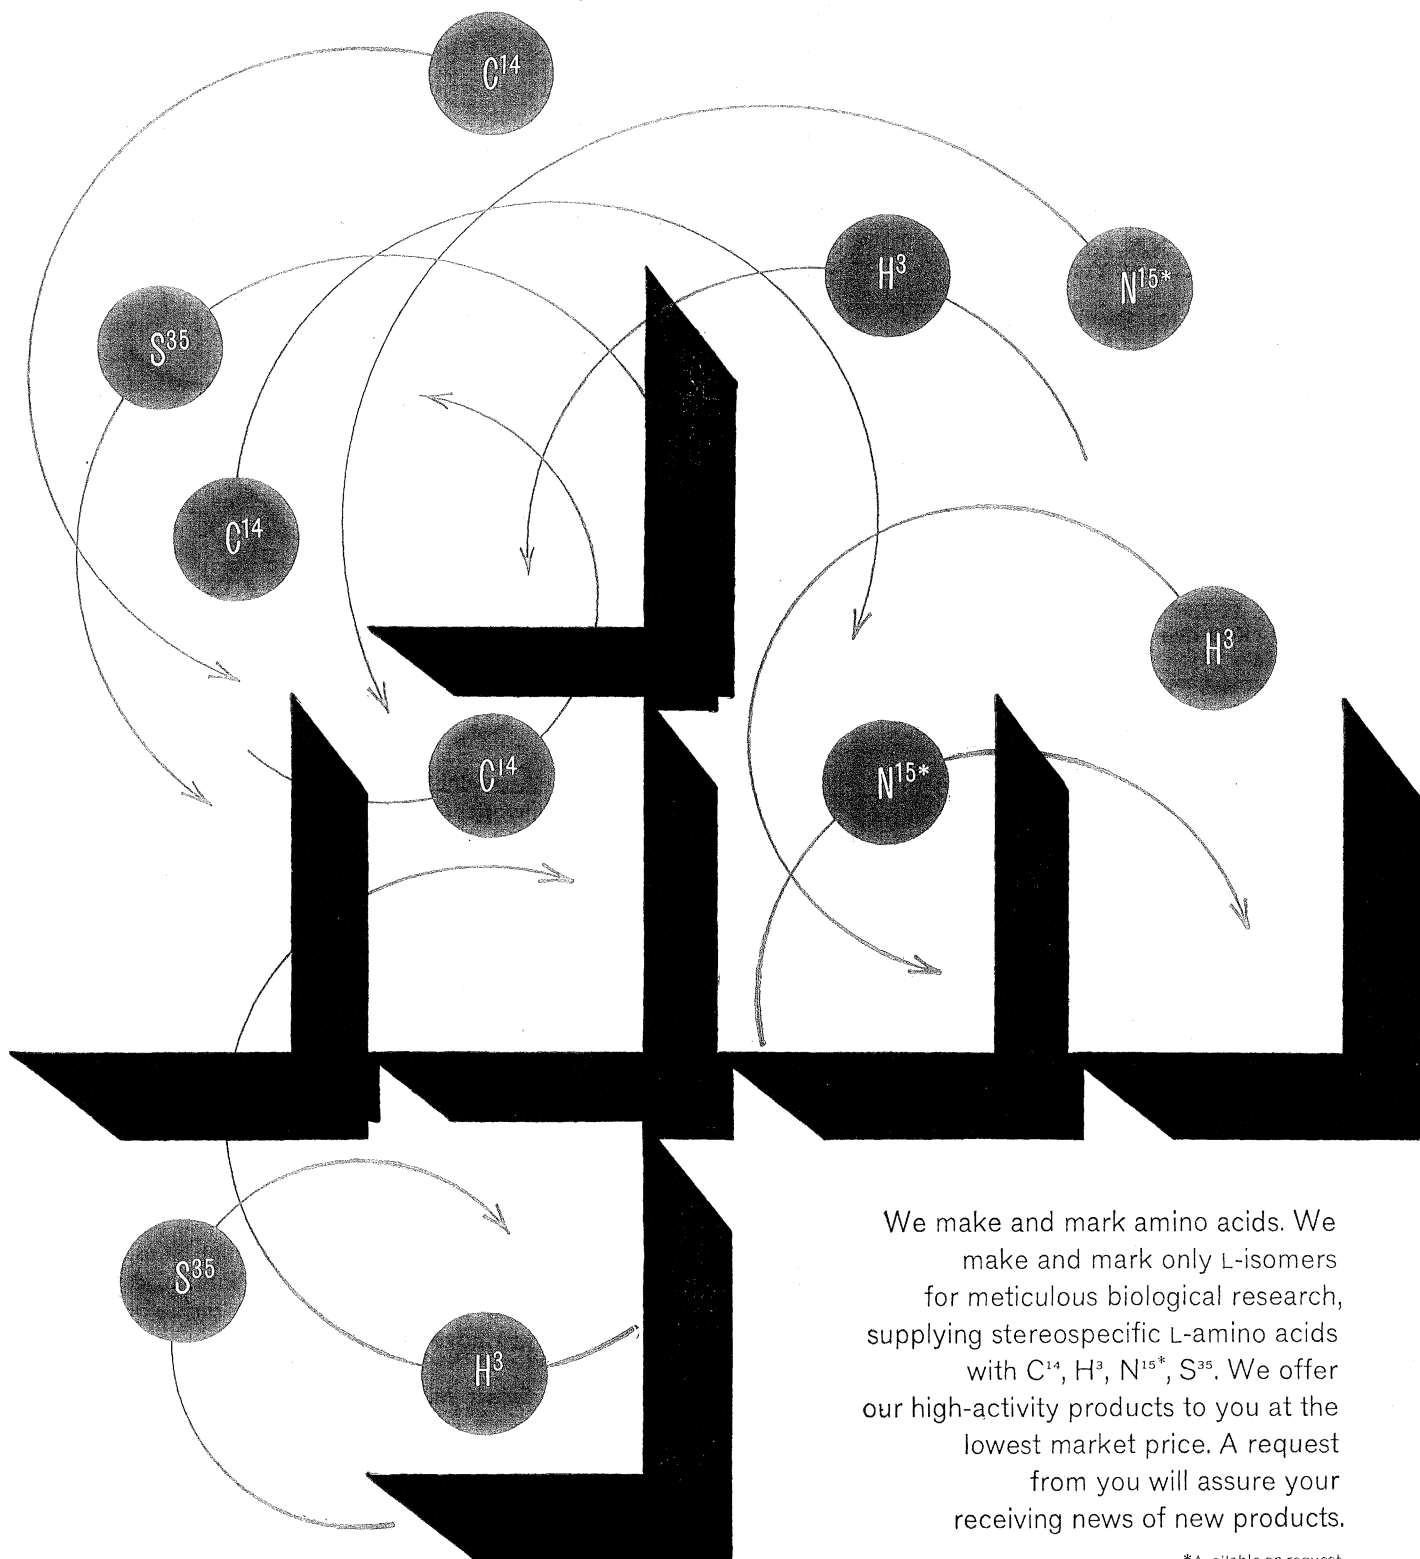 C¹⁴
H³
N¹⁵*
S³⁵
C¹⁴
H³
C¹⁴
N¹⁵*
S³⁵
H³
We make and mark amino acids. We
make and mark only L-isomers
for meticulous biological research,
supplying stereospecific L-amino acids
with C¹⁴, H³, N¹⁵*, S³⁵. We offer
our high-activity products to you at the
lowest market price. A request
from you will assure your
receiving news of new products.
*Available on request